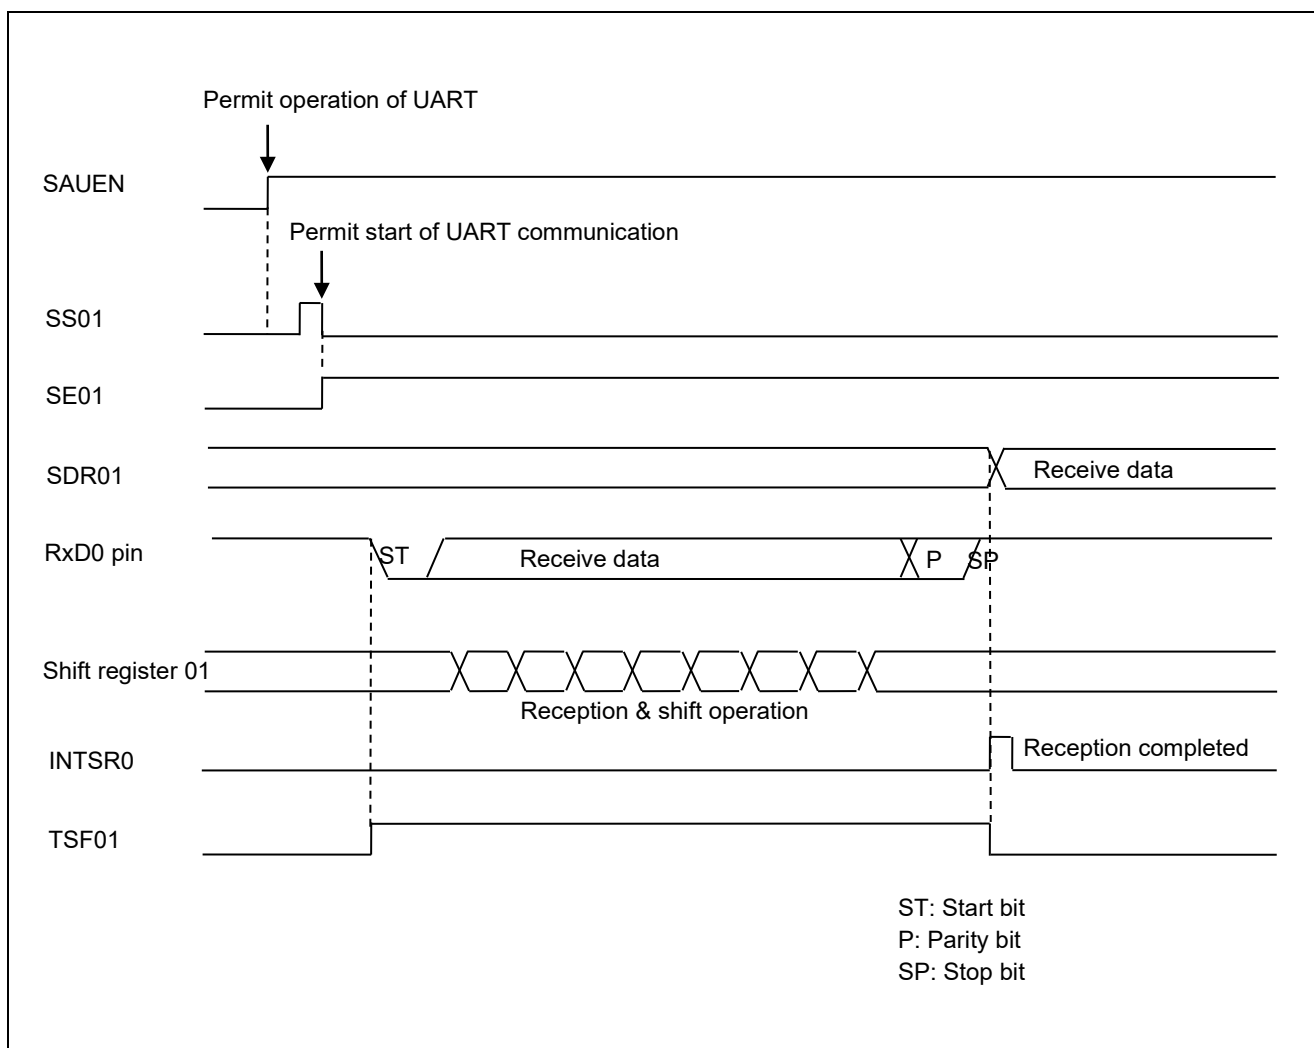 Permit operation of UART
SAUEN
Permit start of UART communication
SS01
SE01
SDR01
Receive data
RxD0 pin
ST
Receive data
P
SP
Shift register 01
Reception & shift operation
INTSR0
Reception completed
TSF01
ST: Start bit
P: Parity bit
SP: Stop bit